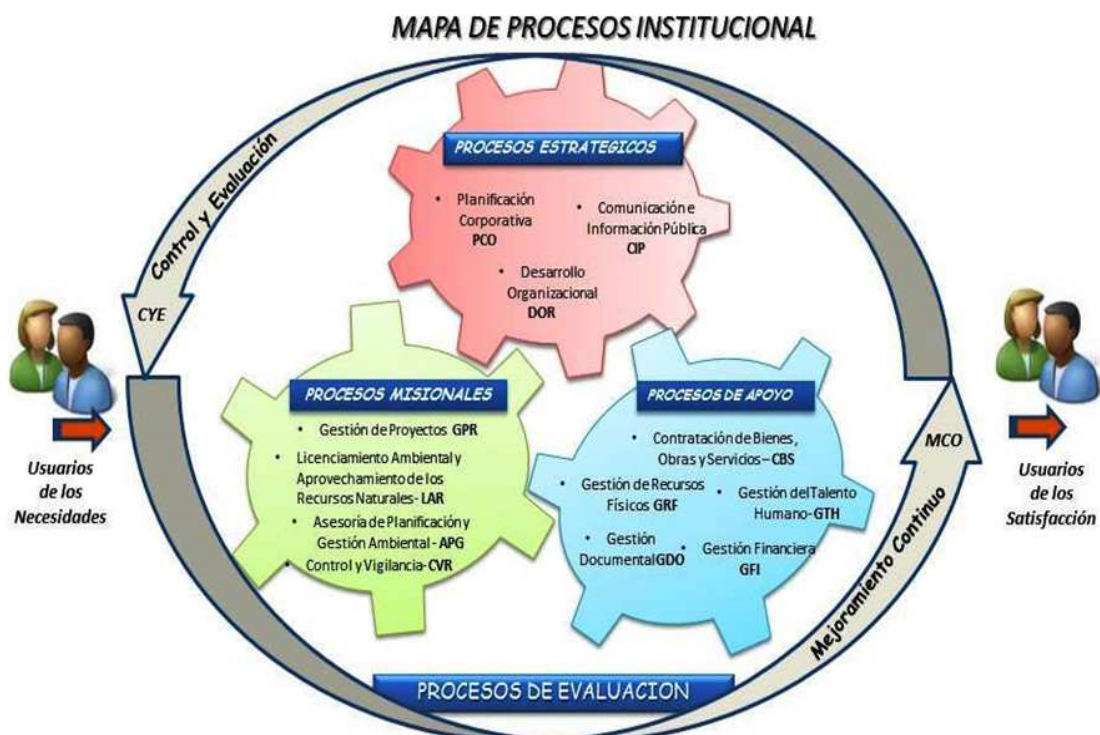 MAPA DE PROCESOS INSTITUCIONAL
Control y Evaluación
CYE
PROCESOS ESTRATEGICOS
• Planificación
Corporativa
PCO
• Comunicación e
Información Pública
CIP
• Desarrollo
Organizacional
DOR
Usuarios
de los
Necesidades
PROCESOS MISIONALES
• Gestión de Proyectos GPR
• Licenciamiento Ambiental y
Aprovechamiento de los
Recursos Naturales- LAR
• Asesoría de Planificación y
Gestión Ambiental - APG
• Control y Vigilancia- CVR
PROCESOS DE APOYO
• Contratación de Bienes,
Obras y Servicios– CBS
• Gestión de Recursos
Físicos GRF
• Gestión del Talento
Humano- GTH
• Gestión
Documental GDO
• Gestión Financiera
GFI
MCO
Mejoramiento Continuo
Usuarios
de los
Satisfacción
PROCESOS DE EVALUACION